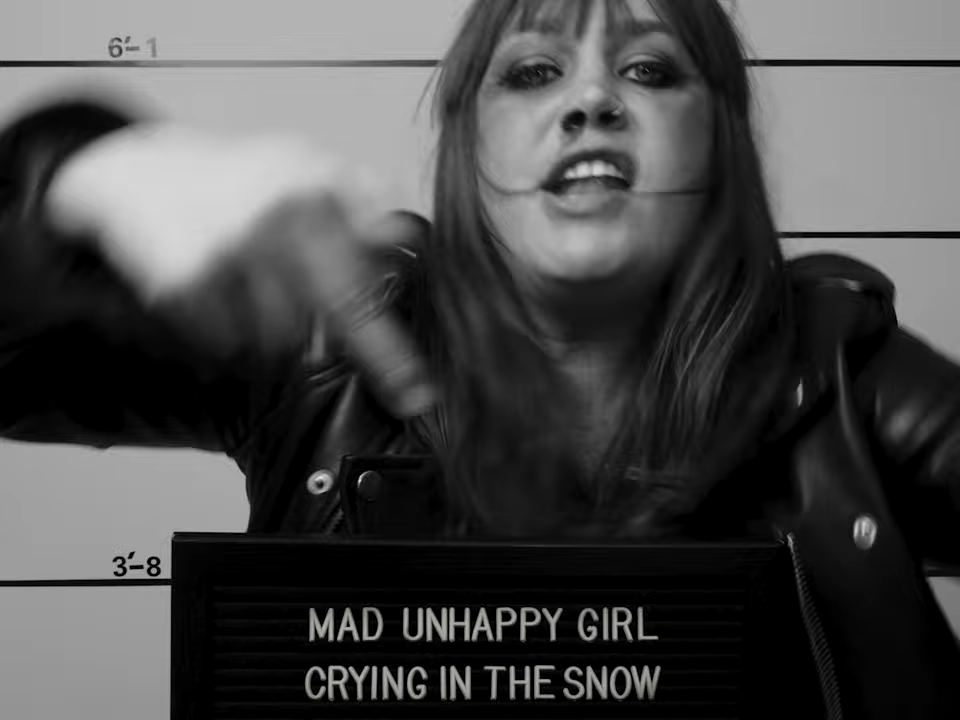 6′-1
3′-8
MAD UNHAPPY GIRL
CRYING IN THE SNOW